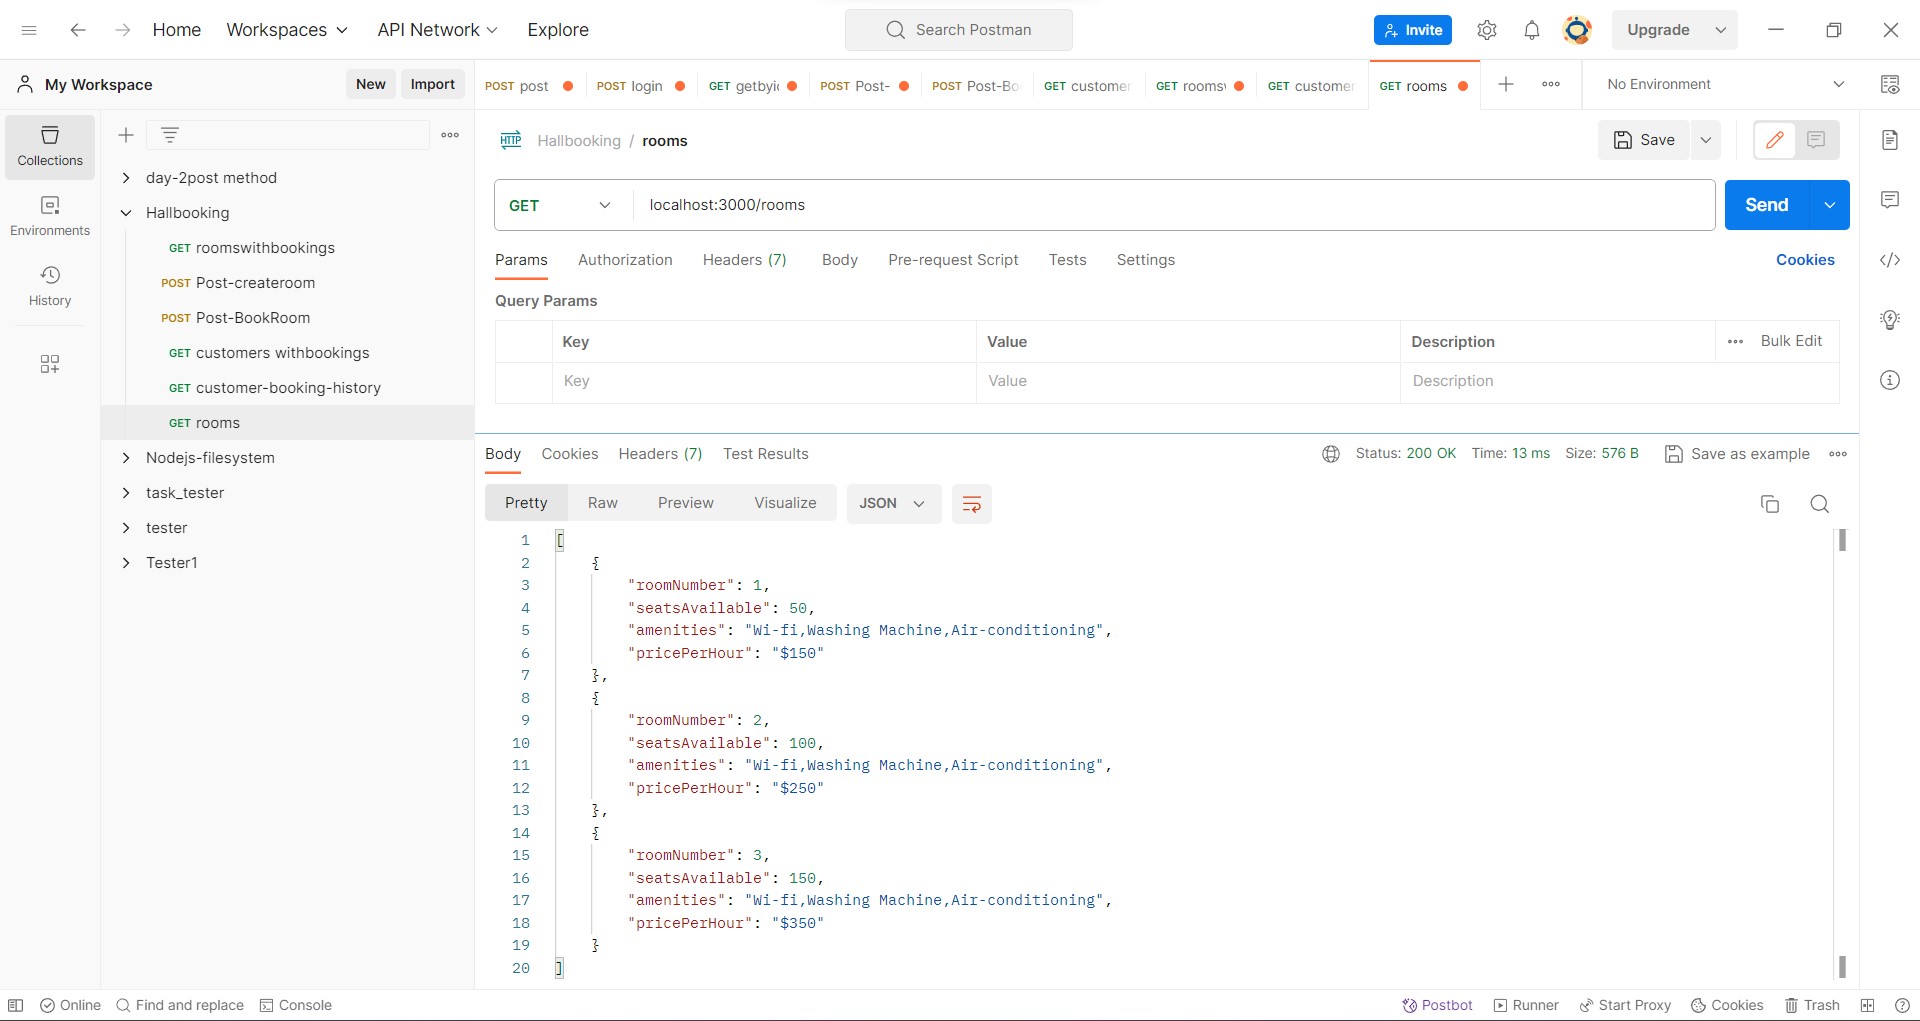 Home Workspaces API Network Explore Search Postman Invite Upgrade
My Workspace New Import
POST post POST login GET getbyi POST Post- POST Post-Bo GET customer GET rooms GET customer GET rooms No Environment
Collections
Environments
History
day-2post method
Hallbooking
GET roomswithbookings
POST Post-createroom
POST Post-BookRoom
GET customers withbookings
GET customer-booking-history
GET rooms
Nodejs-filesystem
task_tester
tester
Tester1
HTTP Hallbooking / rooms Save
GET localhost:3000/rooms Send
Params Authorization Headers (7) Body Pre-request Script Tests Settings Cookies
Query Params
Key Value Description Bulk Edit
Key Value Description
Body Cookies Headers (7) Test Results Status: 200 OK Time: 13 ms Size: 576 B Save as example
Pretty Raw Preview Visualize JSON
1 [
2 {
3 "roomNumber": 1,
4 "seatsAvailable": 50,
5 "amenities": "Wi-fi,Washing Machine,Air-conditioning",
6 "pricePerHour": "$150"
7 },
8 {
9 "roomNumber": 2,
10 "seatsAvailable": 100,
11 "amenities": "Wi-fi,Washing Machine,Air-conditioning",
12 "pricePerHour": "$250"
13 },
14 {
15 "roomNumber": 3,
16 "seatsAvailable": 150,
17 "amenities": "Wi-fi,Washing Machine,Air-conditioning",
18 "pricePerHour": "$350"
19 }
20 ]
Online Find and replace Console Postbot Runner Start Proxy Cookies Trash